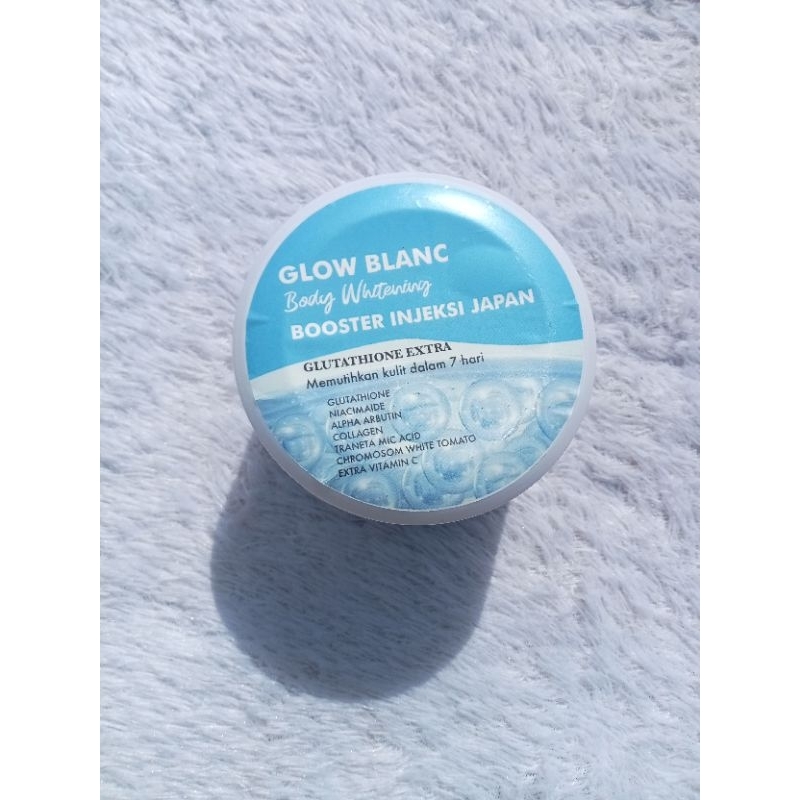 GLOW BLANC
Body Whitening
BOOSTER INJEKSI JAPAN
GLUTATHIONE EXTRA
Memutihkan kulit dalam 7 hari
GLUTATHIONE
NIACIMAIDE
ALPHA ARBUTIN
COLLAGEN
TRANETA MIC ACID
CHROMOSOM WHITE TOMATO
EXTRA VITAMIN C